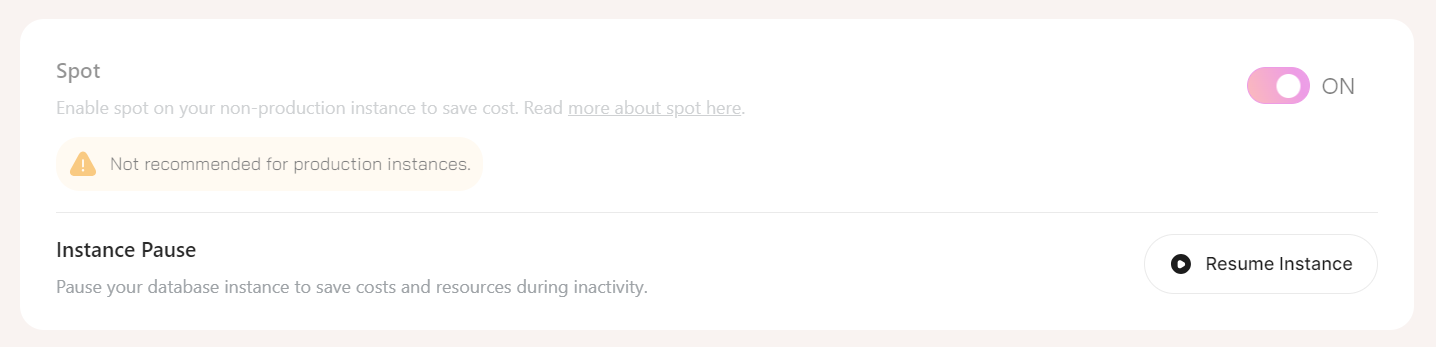 Spot
ON
Enable spot on your non-production instance to save cost. Read more about spot here.
Not recommended for production instances.
Instance Pause
Resume Instance
Pause your database instance to save costs and resources during inactivity.